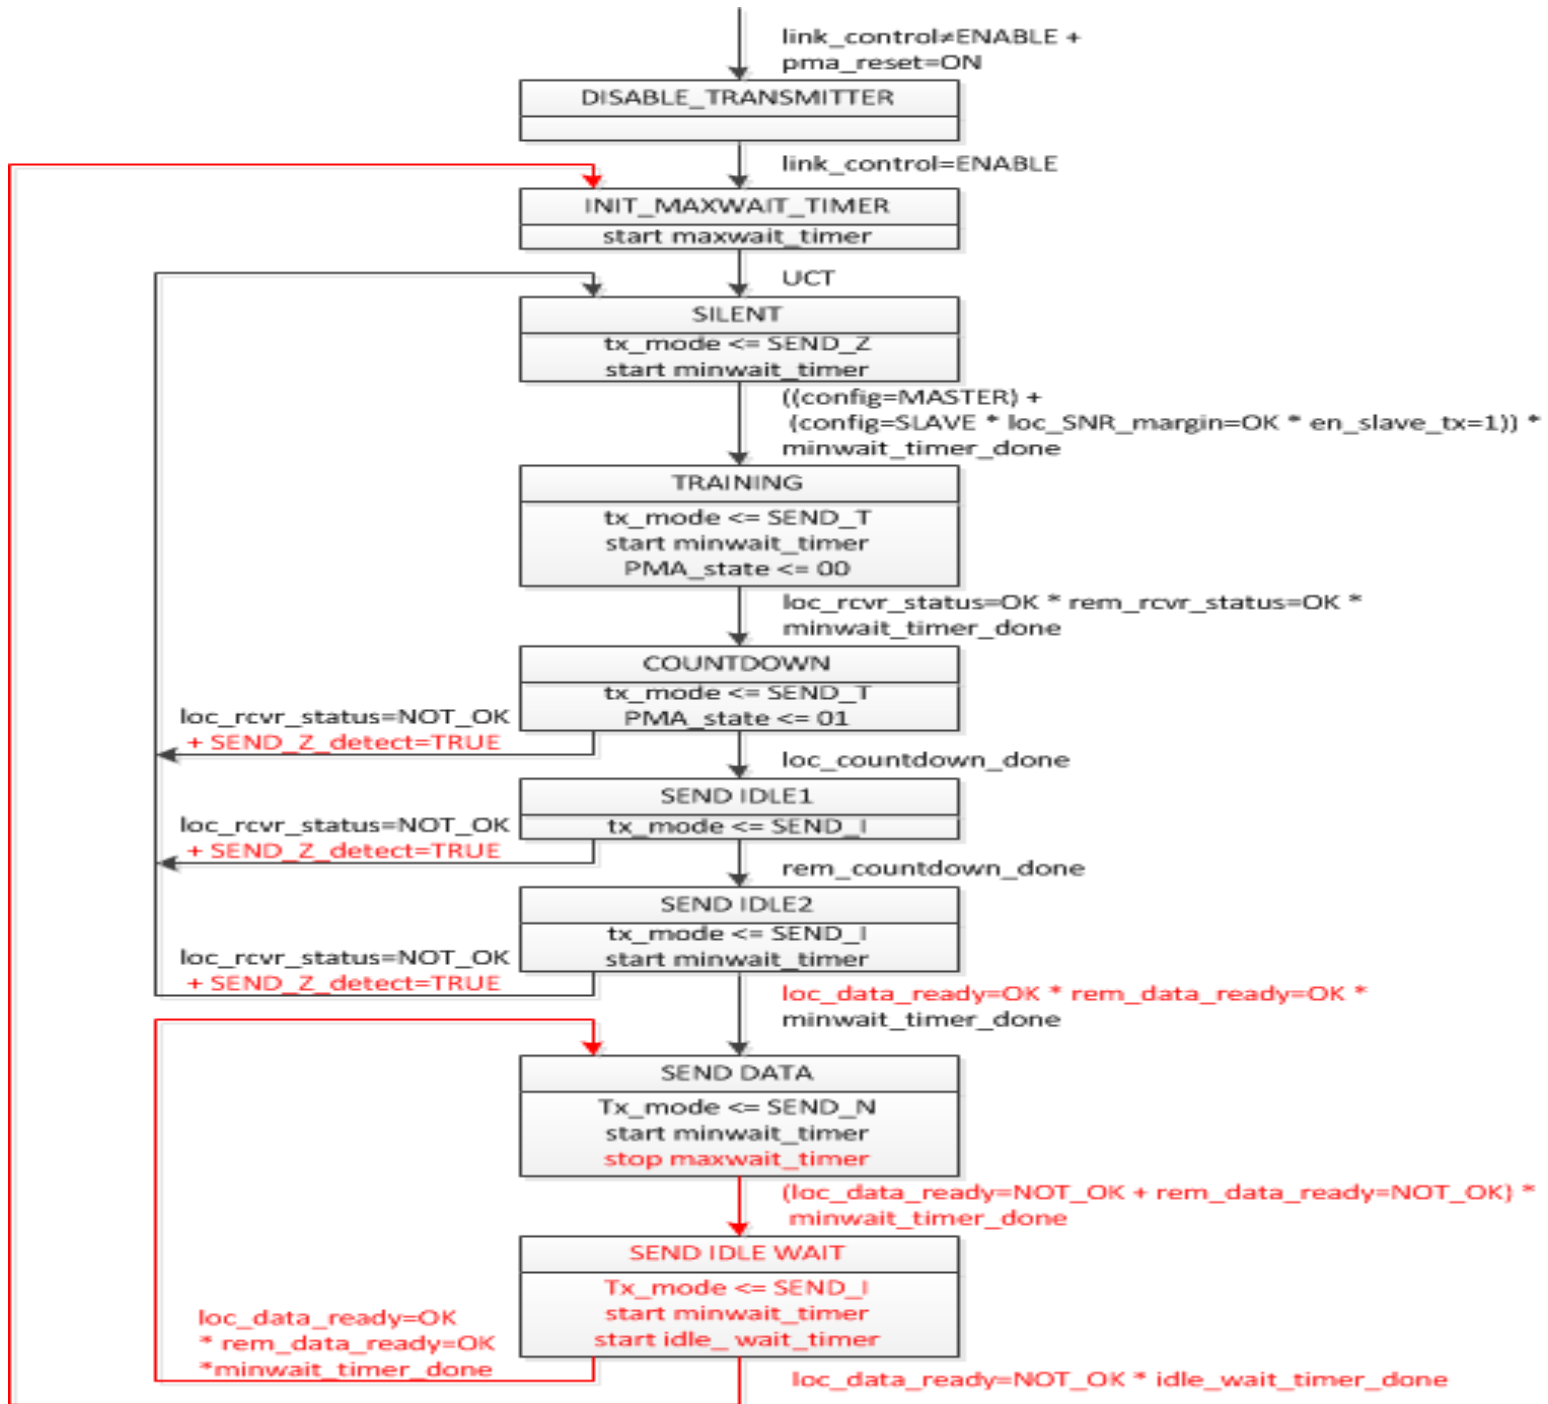 link_control≠ENABLE +
pma_reset=ON
DISABLE_TRANSMITTER
link_control=ENABLE
INIT_MAXWAIT_TIMER
start maxwait_timer
UCT
SILENT
tx_mode <= SEND_Z
start minwait_timer
((config=MASTER) +
(config=SLAVE * loc_SNR_margin=OK * en_slave_tx=1)) *
minwait_timer_done
TRAINING
tx_mode <= SEND_T
start minwait_timer
PMA_state <= 00
loc_rcvr_status=OK * rem_rcvr_status=OK *
minwait_timer_done
COUNTDOWN
tx_mode <= SEND_T
PMA_state <= 01
loc_rcvr_status=NOT_OK
+ SEND_Z_detect=TRUE
loc_countdown_done
SEND IDLE1
tx_mode <= SEND_I
loc_rcvr_status=NOT_OK
+ SEND_Z_detect=TRUE
rem_countdown_done
SEND IDLE2
tx_mode <= SEND_I
start minwait_timer
loc_rcvr_status=NOT_OK
+ SEND_Z_detect=TRUE
loc_data_ready=OK * rem_data_ready=OK *
minwait_timer_done
SEND DATA
Tx_mode <= SEND_N
start minwait_timer
stop maxwait_timer
(loc_data_ready=NOT_OK + rem_data_ready=NOT_OK) *
minwait_timer_done
SEND IDLE WAIT
Tx_mode <= SEND_I
start minwait_timer
start idle_ wait_timer
loc_data_ready=OK
* rem_data_ready=OK
*minwait_timer_done
loc_data_ready=NOT_OK * idle_wait_timer_done